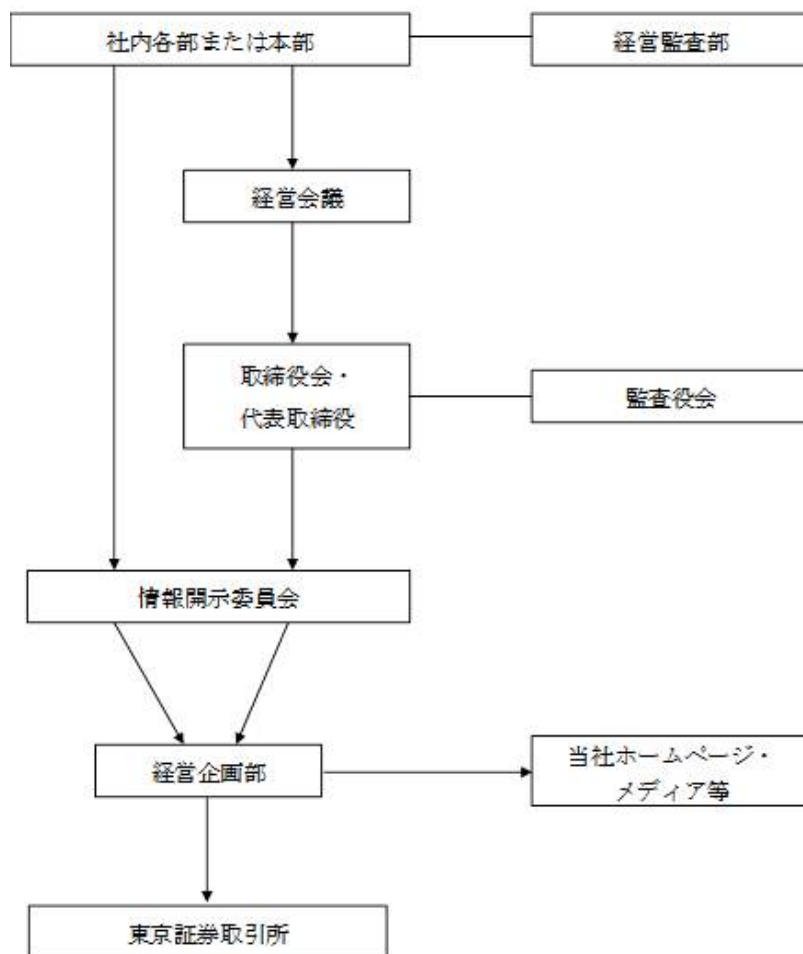 社内各部または本部
経営監査部
経営会議
取締役会・
代表取締役
監査役会
情報開示委員会
経営企画部
当社ホームページ・
メディア等
東京証券取引所